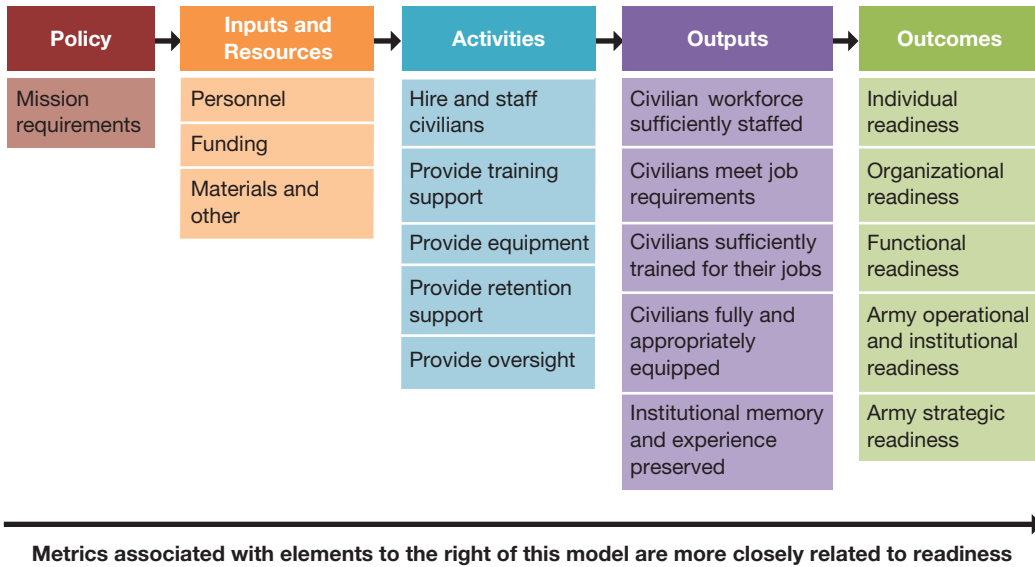 Policy
Mission
requirements
Inputs and
Resources
Personnel
Funding
Materials and
other
Activities
Hire and staff
civilians
Provide training
support
Provide equipment
Provide retention
support
Provide oversight
Outputs
Civilian workforce
sufficiently staffed
Civilians meet job
requirements
Civilians sufficiently
trained for their jobs
Civilians fully and
appropriately
equipped
Institutional memory
and experience
preserved
Outcomes
Individual
readiness
Organizational
readiness
Functional
readiness
Army operational
and institutional
readiness
Army strategic
readiness
Metrics associated with elements to the right of this model are more closely related to readiness